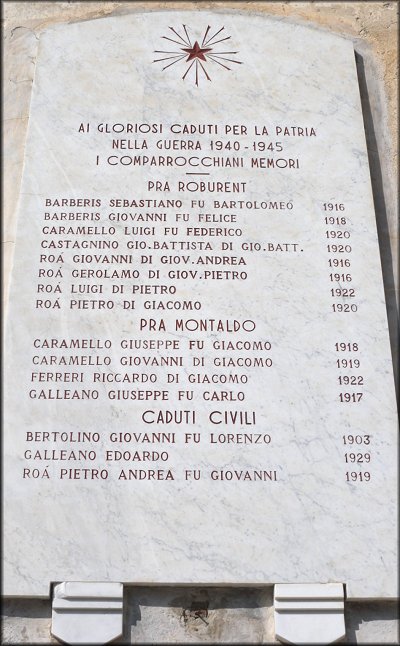 AI GLORIOSI CADUTI PER LA PATRIA
NELLA GUERRA 1940-1945
I COMPARROCCHIANI MEMORI
PRA ROBURENT
BARBERIS SEBASTIANO FU BARTOLOMEO 1916
BARBERIS GIOVANNI FU FELICE 1918
CARAMELLO LUIGI FU FEDERICO 1920
CASTAGNINO GIO.BATTISTA DI GIO.BATT. 1920
ROÁ GIOVANNI DI GIOV.ANDREA 1916
ROÁ GEROLAMO DI GIOV.PIETRO 1916
ROÁ LUIGI DI PIETRO 1922
ROÁ PIETRO DI GIACOMO 1920
PRA MONTALDO
CARAMELLO GIUSEPPE FU GIACOMO 1918
CARAMELLO GIOVANNI DI GIACOMO 1919
FERRERI RICCARDO DI GIACOMO 1922
GALLEANO GIUSEPPE FU CARLO 1917
CADUTI CIVILI
BERTOLINO GIOVANNI FU LORENZO 1903
GALLEANO EDOARDO 1929
ROÁ PIETRO ANDREA FU GIOVANNI 1919